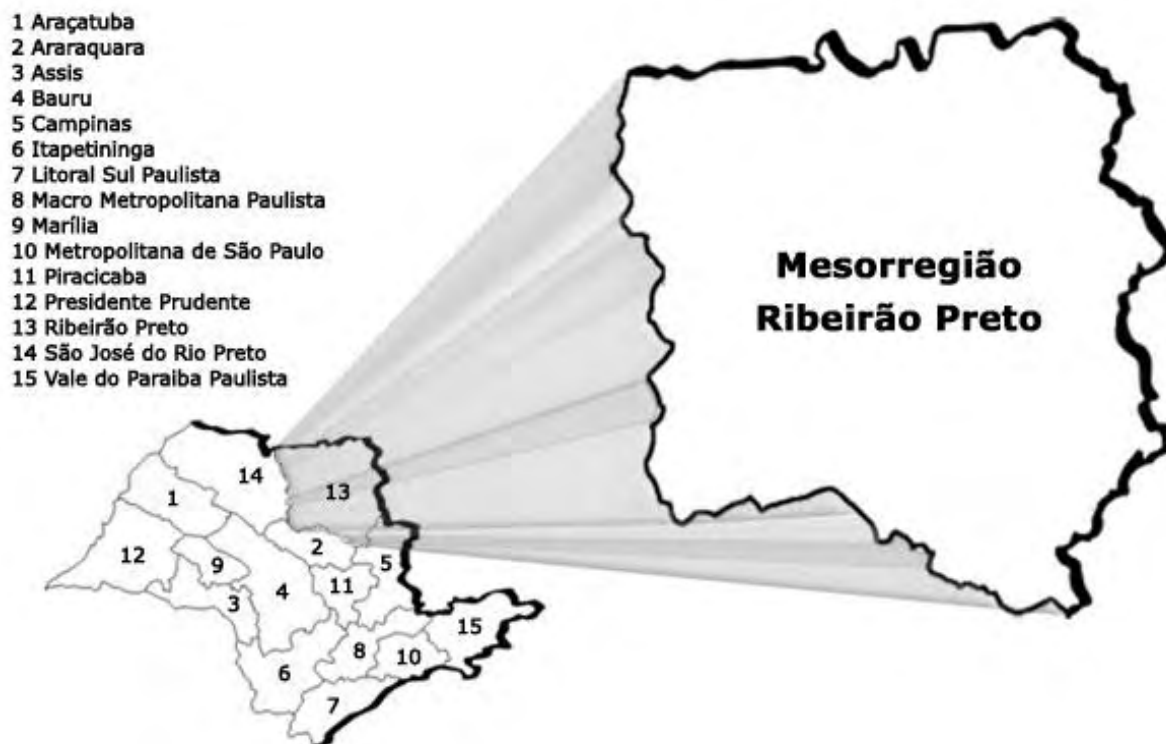 1 Araçatuba
2 Araraquara
3 Assis
4 Bauru
5 Campinas
6 Itapetininga
7 Litoral Sul Paulista
8 Macro Metropolitana Paulista
9 Marília
10 Metropolitana de São Paulo
11 Piracicaba
12 Presidente Prudente
13 Ribeirão Preto
14 São José do Rio Preto
15 Vale do Paraiba Paulista
Mesorregião
Ribeirão Preto
14
13
1
2
12
9
5
4
11
3
15
8
10
6
7